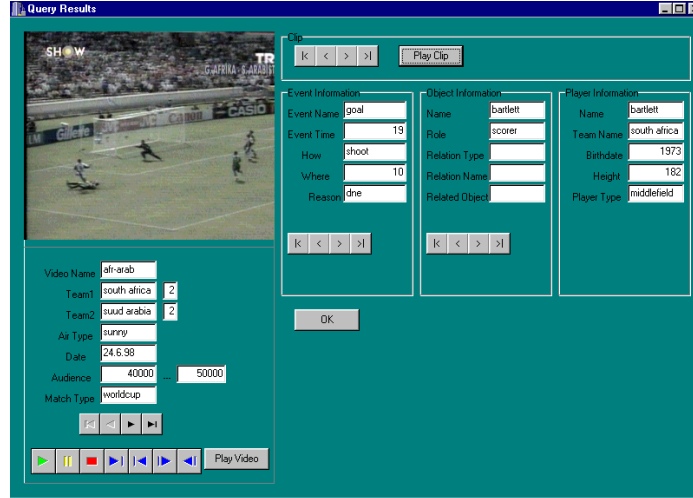 Query Results
SHOW
TR
G.AFRIKA - S.ARABIST
CASIO
Canon
Gillette
Clip
Play Clip
Event Information
Event Name goal
Event Time 19
How shoot
Where 10
Reason dne
Object Information
Name bartlett
Role scorer
Relation Type
Relation Name
Related Object
Player Information
Name bartlett
Team Name south africa
Birthdate 1973
Height 182
Player Type middlefield
OK
Video Name afr-arab
Team1 south africa 2
Team2 suud arabia 2
Air Type sunny
Date 24.6.98
Audience 40000 ... 50000
Match Type worldcup
Play Video